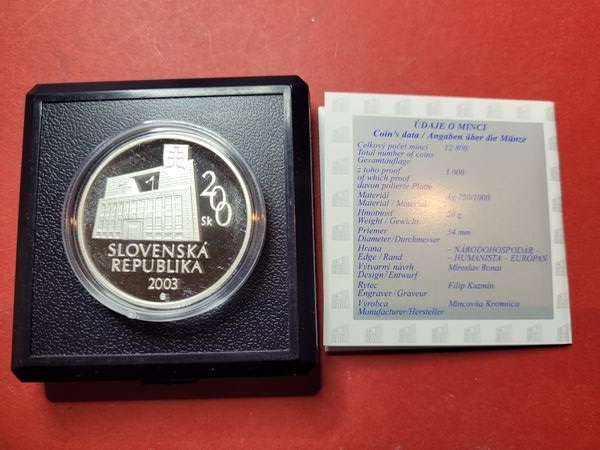 200
Sk
SLOVENSKÁ
REPUBLIKA
2003
ÚDAJE O MINCI
Coin's data / Angaben über die Münze
Celkový počet mincí 12 800
Total number of coins
Gesamtauflage
z toho proof 3 000
of which proof
davon polierte Platte
Materiál Ag 750/1000
Material / Material
Hmotnosť 20 g
Weight / Gewicht
Priemer 34 mm
Diameter/Durchmesser
Hrana – NÁRODOHOSPODÁR –
Edge / Rand – HUMANISTA – EURÓPAN
Výtvarný návrh Miroslav Ronai
Design/Entwurf
Rytec Filip Kuzmin
Engraver / Graveur
Výrobca Mincovňa Kremnica
Manufacturer/Hersteller